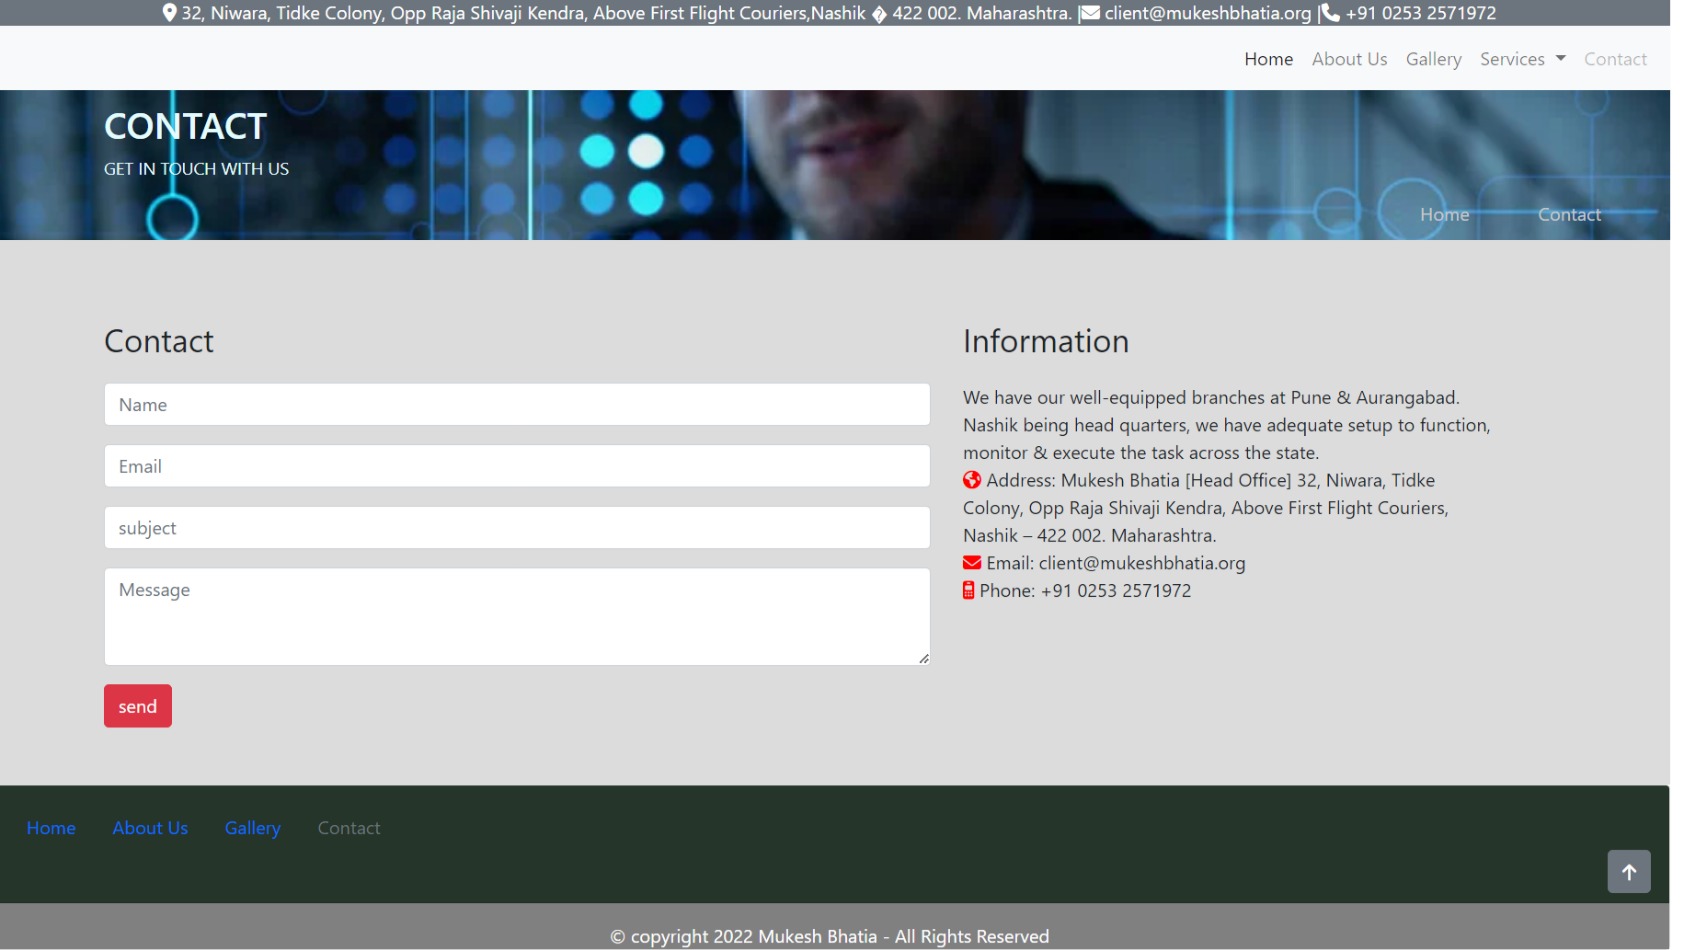 32, Niwara, Tidke Colony, Opp Raja Shivaji Kendra, Above First Flight Couriers,Nashik � 422 002. Maharashtra. | client@mukeshbhatia.org | +91 0253 2571972
Home About Us Gallery Services Contact
CONTACT
GET IN TOUCH WITH US
Home Contact
Contact
Name
Email
subject
Message
send
Information
We have our well-equipped branches at Pune & Aurangabad.
Nashik being head quarters, we have adequate setup to function,
monitor & execute the task across the state.
Address: Mukesh Bhatia [Head Office] 32, Niwara, Tidke
Colony, Opp Raja Shivaji Kendra, Above First Flight Couriers,
Nashik – 422 002. Maharashtra.
Email: client@mukeshbhatia.org
Phone: +91 0253 2571972
Home About Us Gallery Contact
© copyright 2022 Mukesh Bhatia - All Rights Reserved